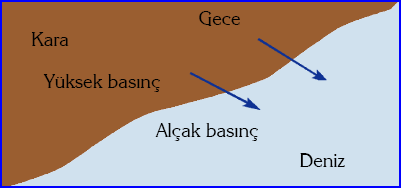 Gece
Kara
Yüksek basınç
Alçak basınç
Deniz